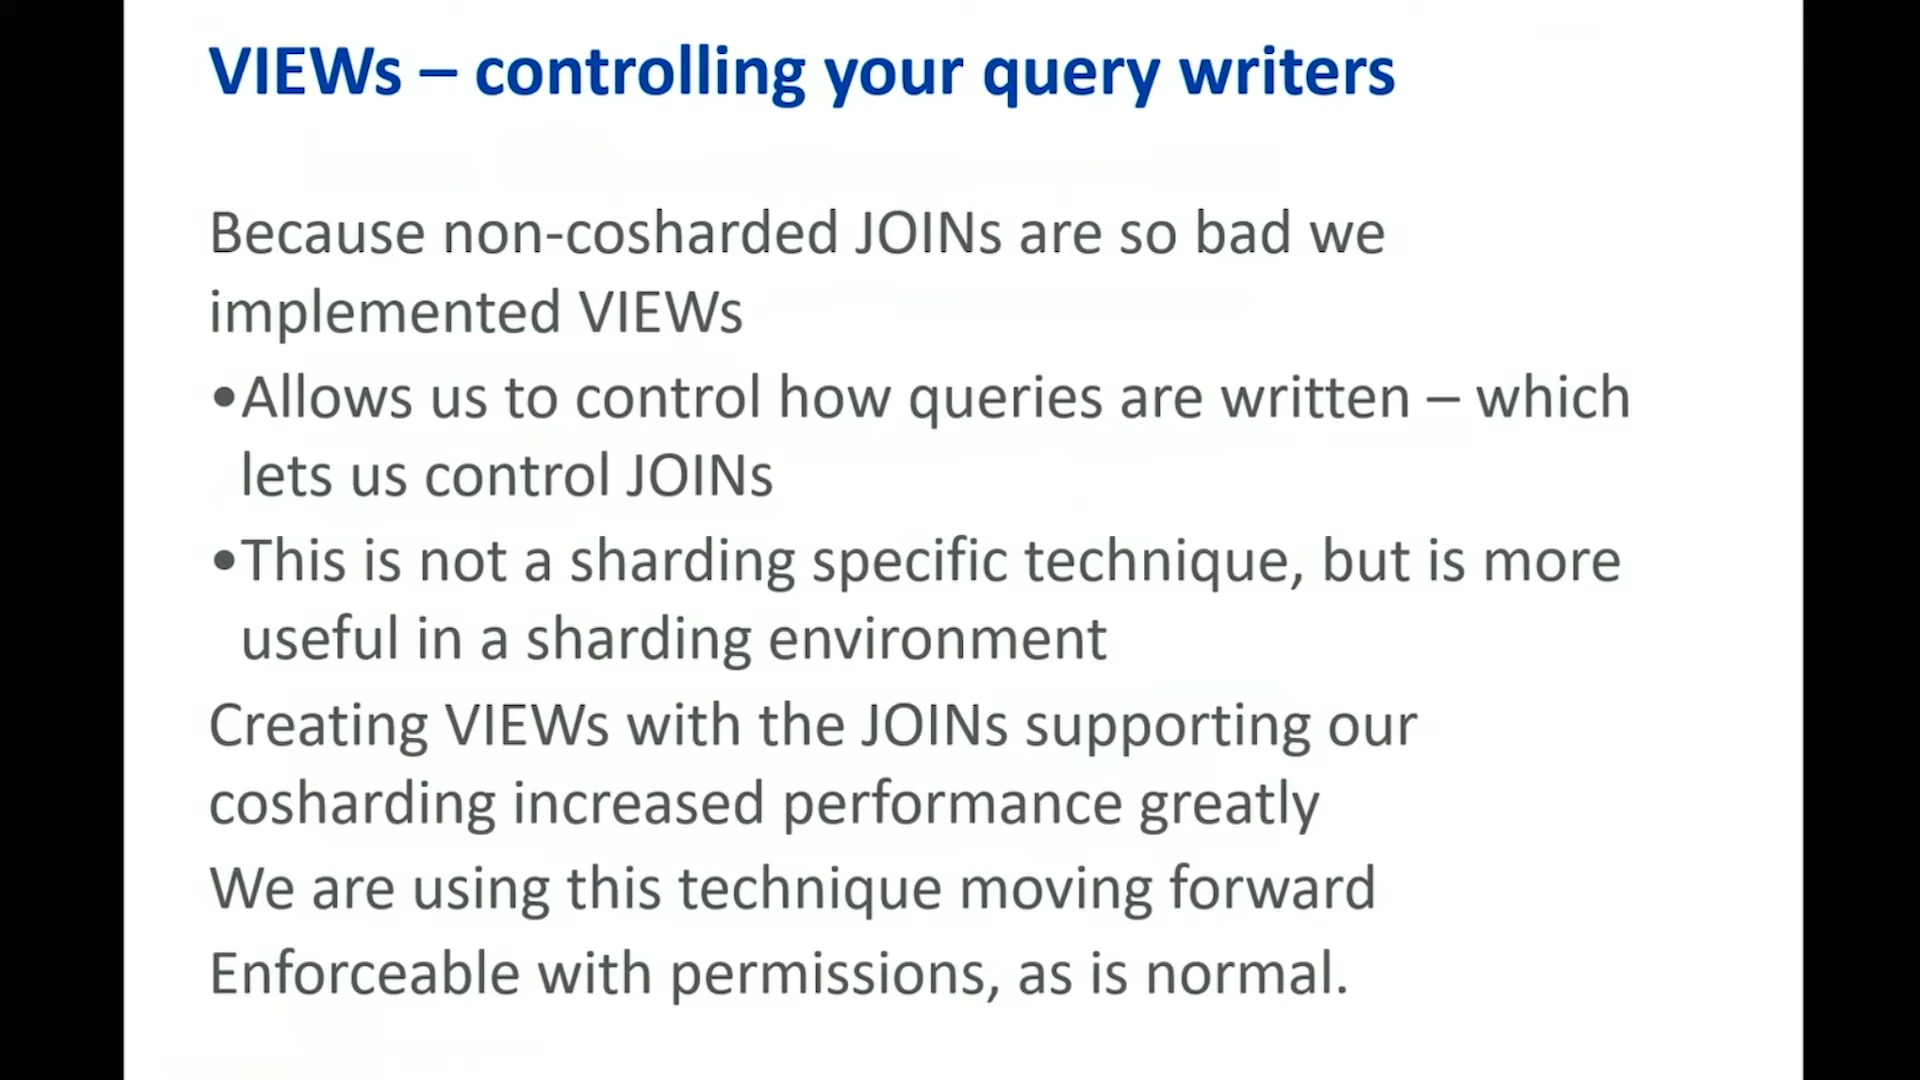 VIEWs – controlling your query writers
Because non-cosharded JOINs are so bad we
implemented VIEWs
•Allows us to control how queries are written – which
lets us control JOINs
•This is not a sharding specific technique, but is more
useful in a sharding environment
Creating VIEWs with the JOINs supporting our
cosharding increased performance greatly
We are using this technique moving forward
Enforceable with permissions, as is normal.